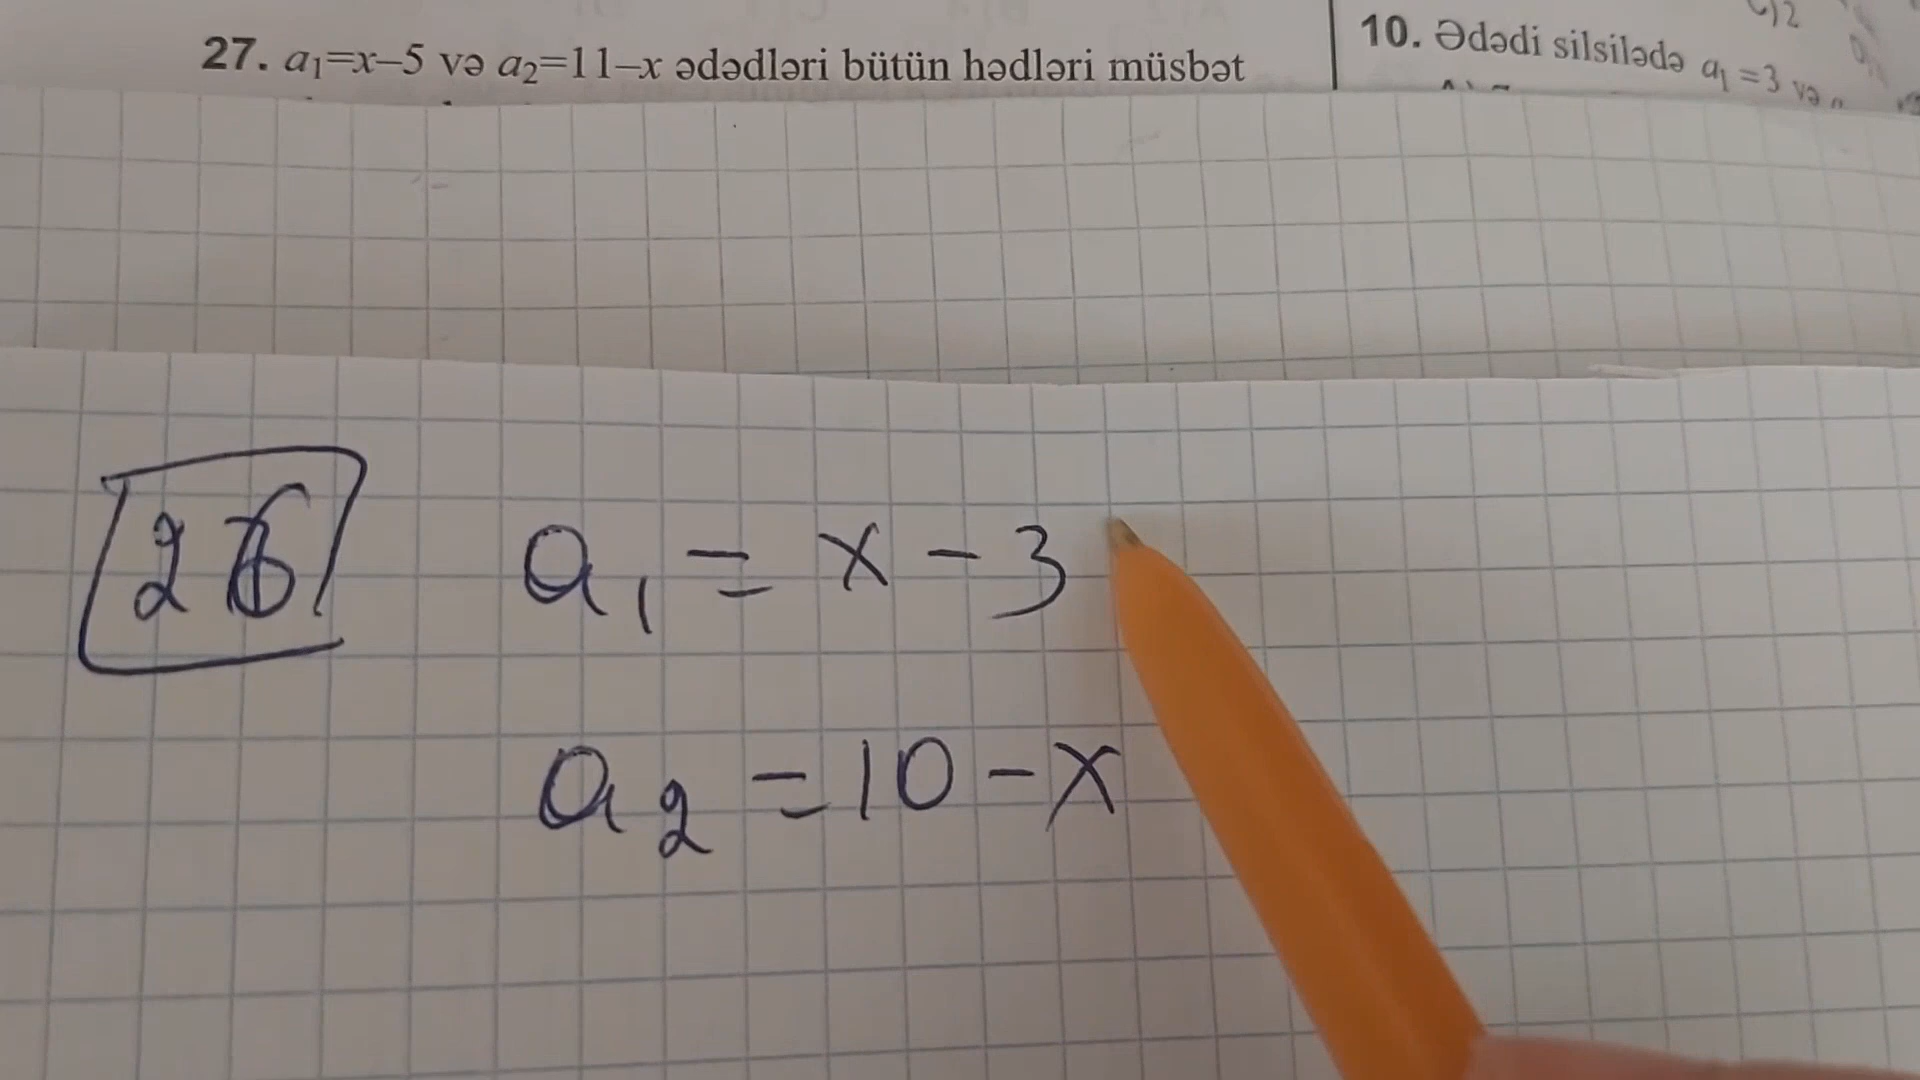 27. a₁=x–5 və a₂=11–x ədədləri bütün hədləri müsbət
10. Ədədi silsilədə a₁ =3 və
26
a₁ = x – 3
a₂ = 10 – x